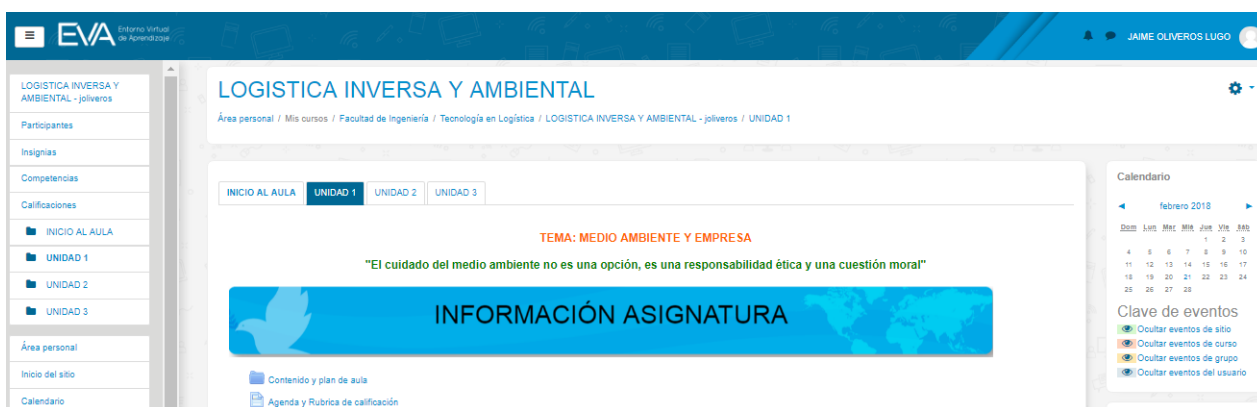 EVA Entorno Virtual
de Aprendizaje
JAIME OLIVEROS LUGO
LOGISTICA INVERSA Y
AMBIENTAL - joliveros
Participantes
Insignias
Competencias
Calificaciones
INICIO AL AULA
UNIDAD 1
UNIDAD 2
UNIDAD 3
Área personal
Inicio del sitio
Calendario
LOGISTICA INVERSA Y AMBIENTAL
Área personal / Mis cursos / Facultad de Ingeniería / Tecnología en Logística / LOGISTICA INVERSA Y AMBIENTAL - joliveros / UNIDAD 1
INICIO AL AULA UNIDAD 1 UNIDAD 2 UNIDAD 3
TEMA: MEDIO AMBIENTE Y EMPRESA
"El cuidado del medio ambiente no es una opción, es una responsabilidad ética y una cuestión moral"
INFORMACIÓN ASIGNATURA
Contenido y plan de aula
Agenda y Rubrica de calificación
Calendario
◄ febrero 2018 ►
Dom Lun Mar Mié Jue Vie Sáb
1 2 3
4 5 6 7 8 9 10
11 12 13 14 15 16 17
18 19 20 21 22 23 24
25 26 27 28
Clave de eventos
Ocultar eventos de sitio
Ocultar eventos de curso
Ocultar eventos de grupo
Ocultar eventos del usuario